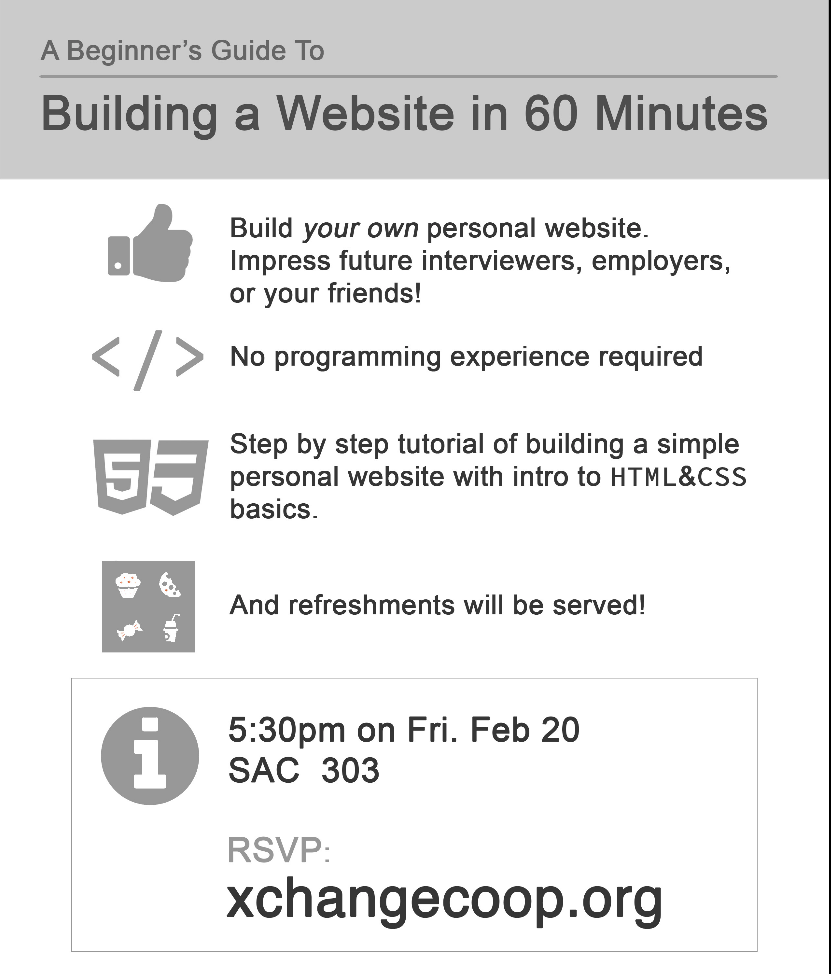 A Beginner's Guide To
Building a Website in 60 Minutes
Build your own personal website.
Impress future interviewers, employers,
or your friends!
</>
No programming experience required
5
Step by step tutorial of building a simple
personal website with intro to HTML&CSS
basics.
And refreshments will be served!
i
5:30pm on Fri. Feb 20
SAC 303
RSVP:
xchangecoop.org